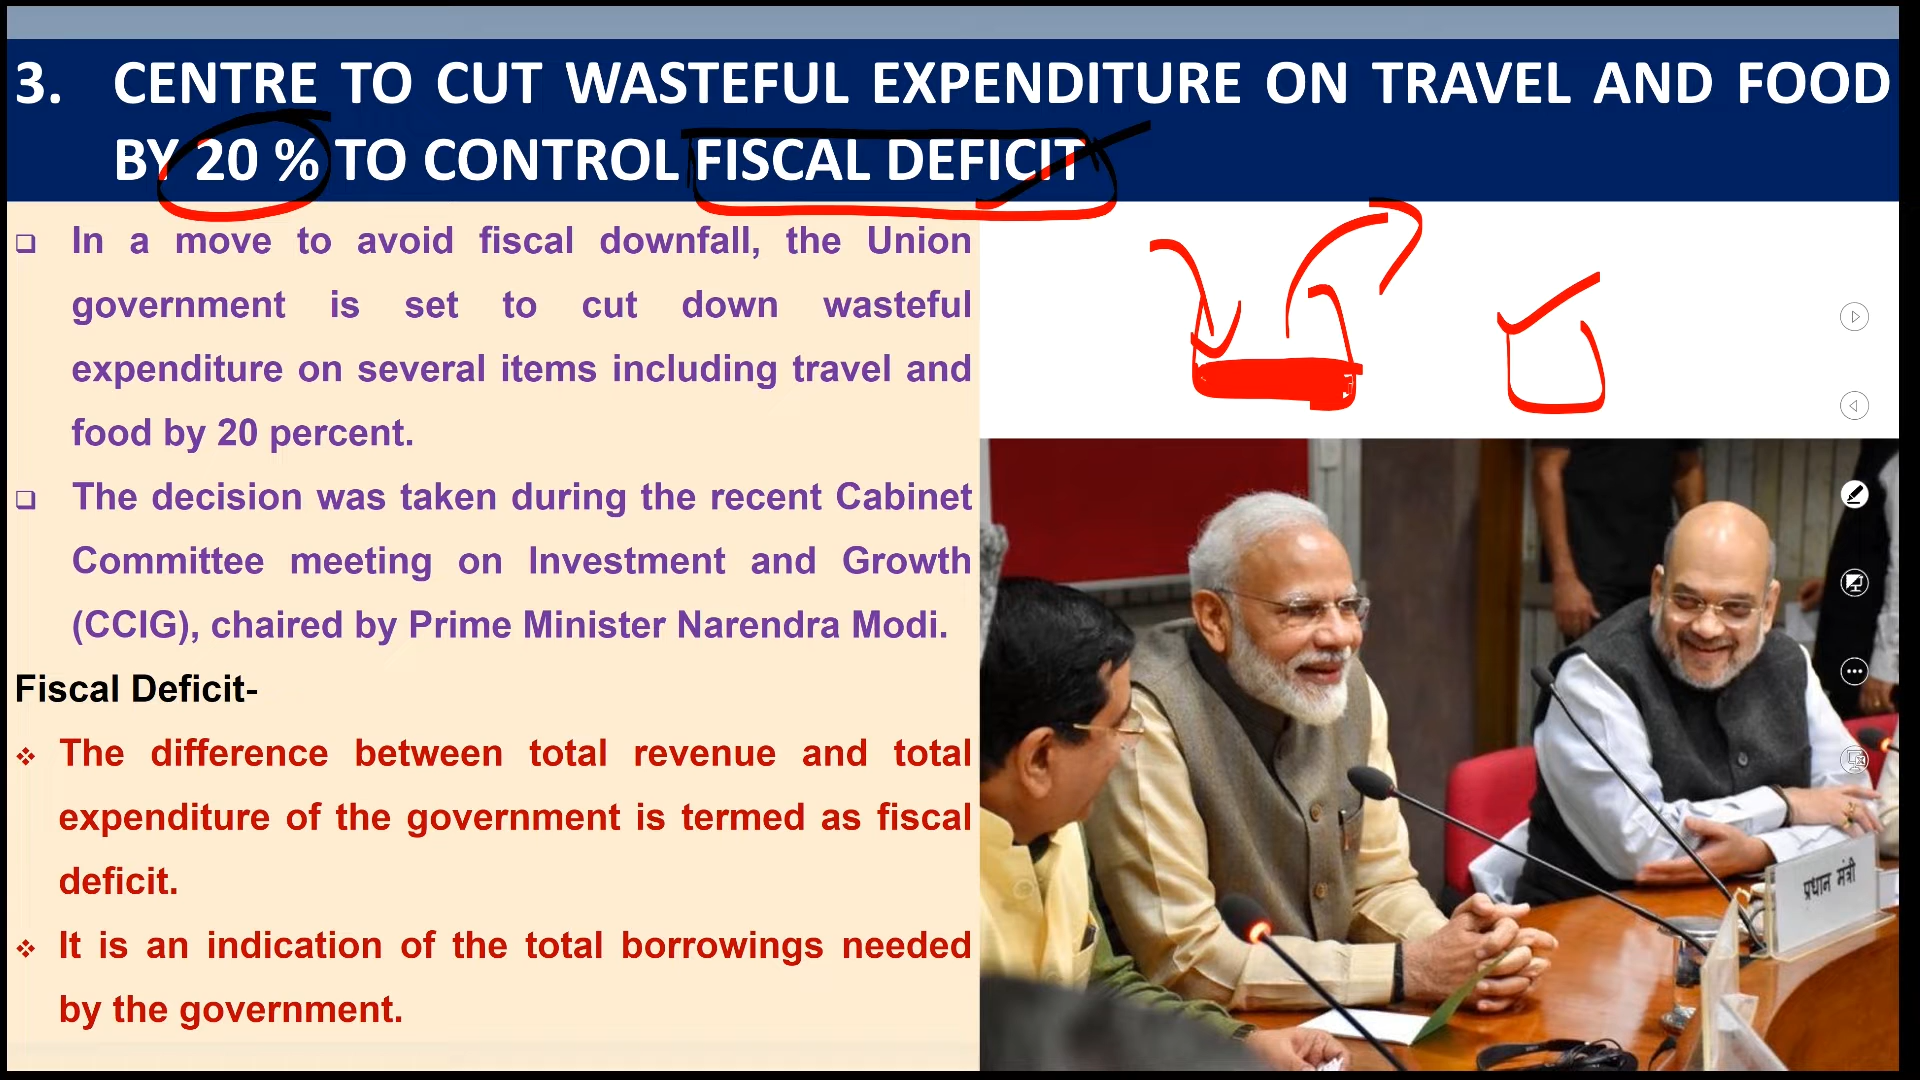 3. CENTRE TO CUT WASTEFUL EXPENDITURE ON TRAVEL AND FOOD
BY 20 % TO CONTROL FISCAL DEFICIT
In a move to avoid fiscal downfall, the Union
government is set to cut down wasteful
expenditure on several items including travel and
food by 20 percent.
The decision was taken during the recent Cabinet
Committee meeting on Investment and Growth
(CCIG), chaired by Prime Minister Narendra Modi.
Fiscal Deficit-
The difference between total revenue and total
expenditure of the government is termed as fiscal
deficit.
It is an indication of the total borrowings needed
by the government.
प्रधान मंत्री